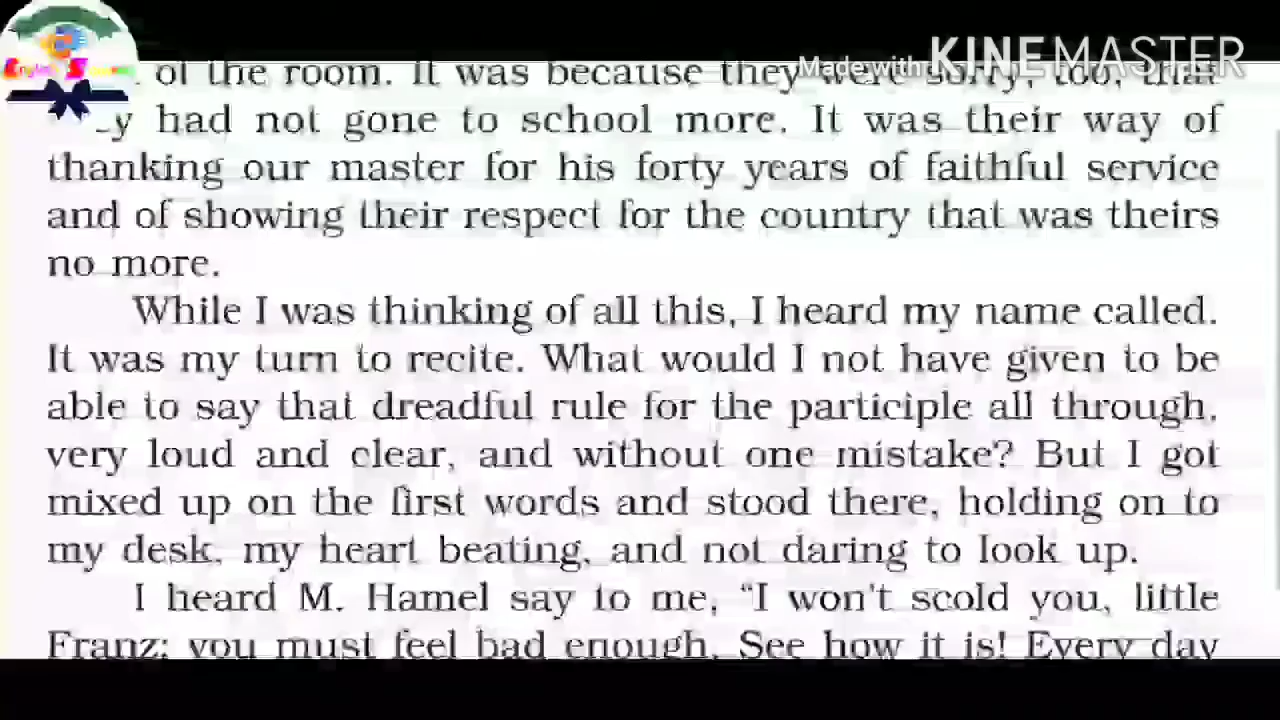 Made with KINEMASTER
of the room. It was because they were sorry, too, that
had not gone to school more. It was their way of
thanking our master for his forty years of faithful service
and of showing their respect for the country that was theirs
no more.
While I was thinking of all this, I heard my name called.
It was my turn to recite. What would I not have given to be
able to say that dreadful rule for the participle all through,
very loud and clear, and without one mistake? But I got
mixed up on the first words and stood there, holding on to
my desk, my heart beating, and not daring to look up.
I heard M. Hamel say to me, “I won't scold you, little
Franz; you must feel bad enough. See how it is! Every day